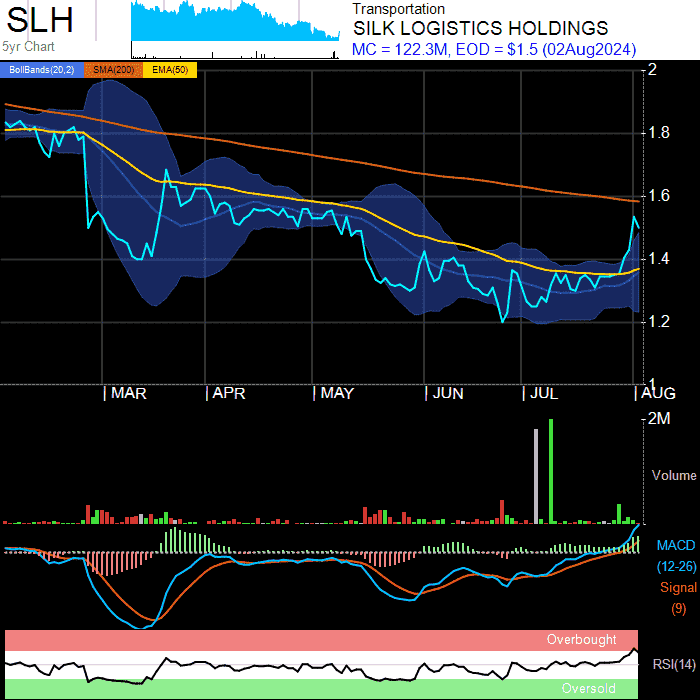 SLH
5yr Chart
Transportation
SILK LOGISTICS HOLDINGS
MC = 122.3M, EOD = $1.5 (02Aug2024)
BollBands(20,2) SMA(200) EMA(50)
2
1.8
1.6
1.4
1.2
1
MAR APR MAY JUN JUL AUG
2M
Volume
MACD
(12-26)
Signal
(9)
Overbought
RSI(14)
Oversold